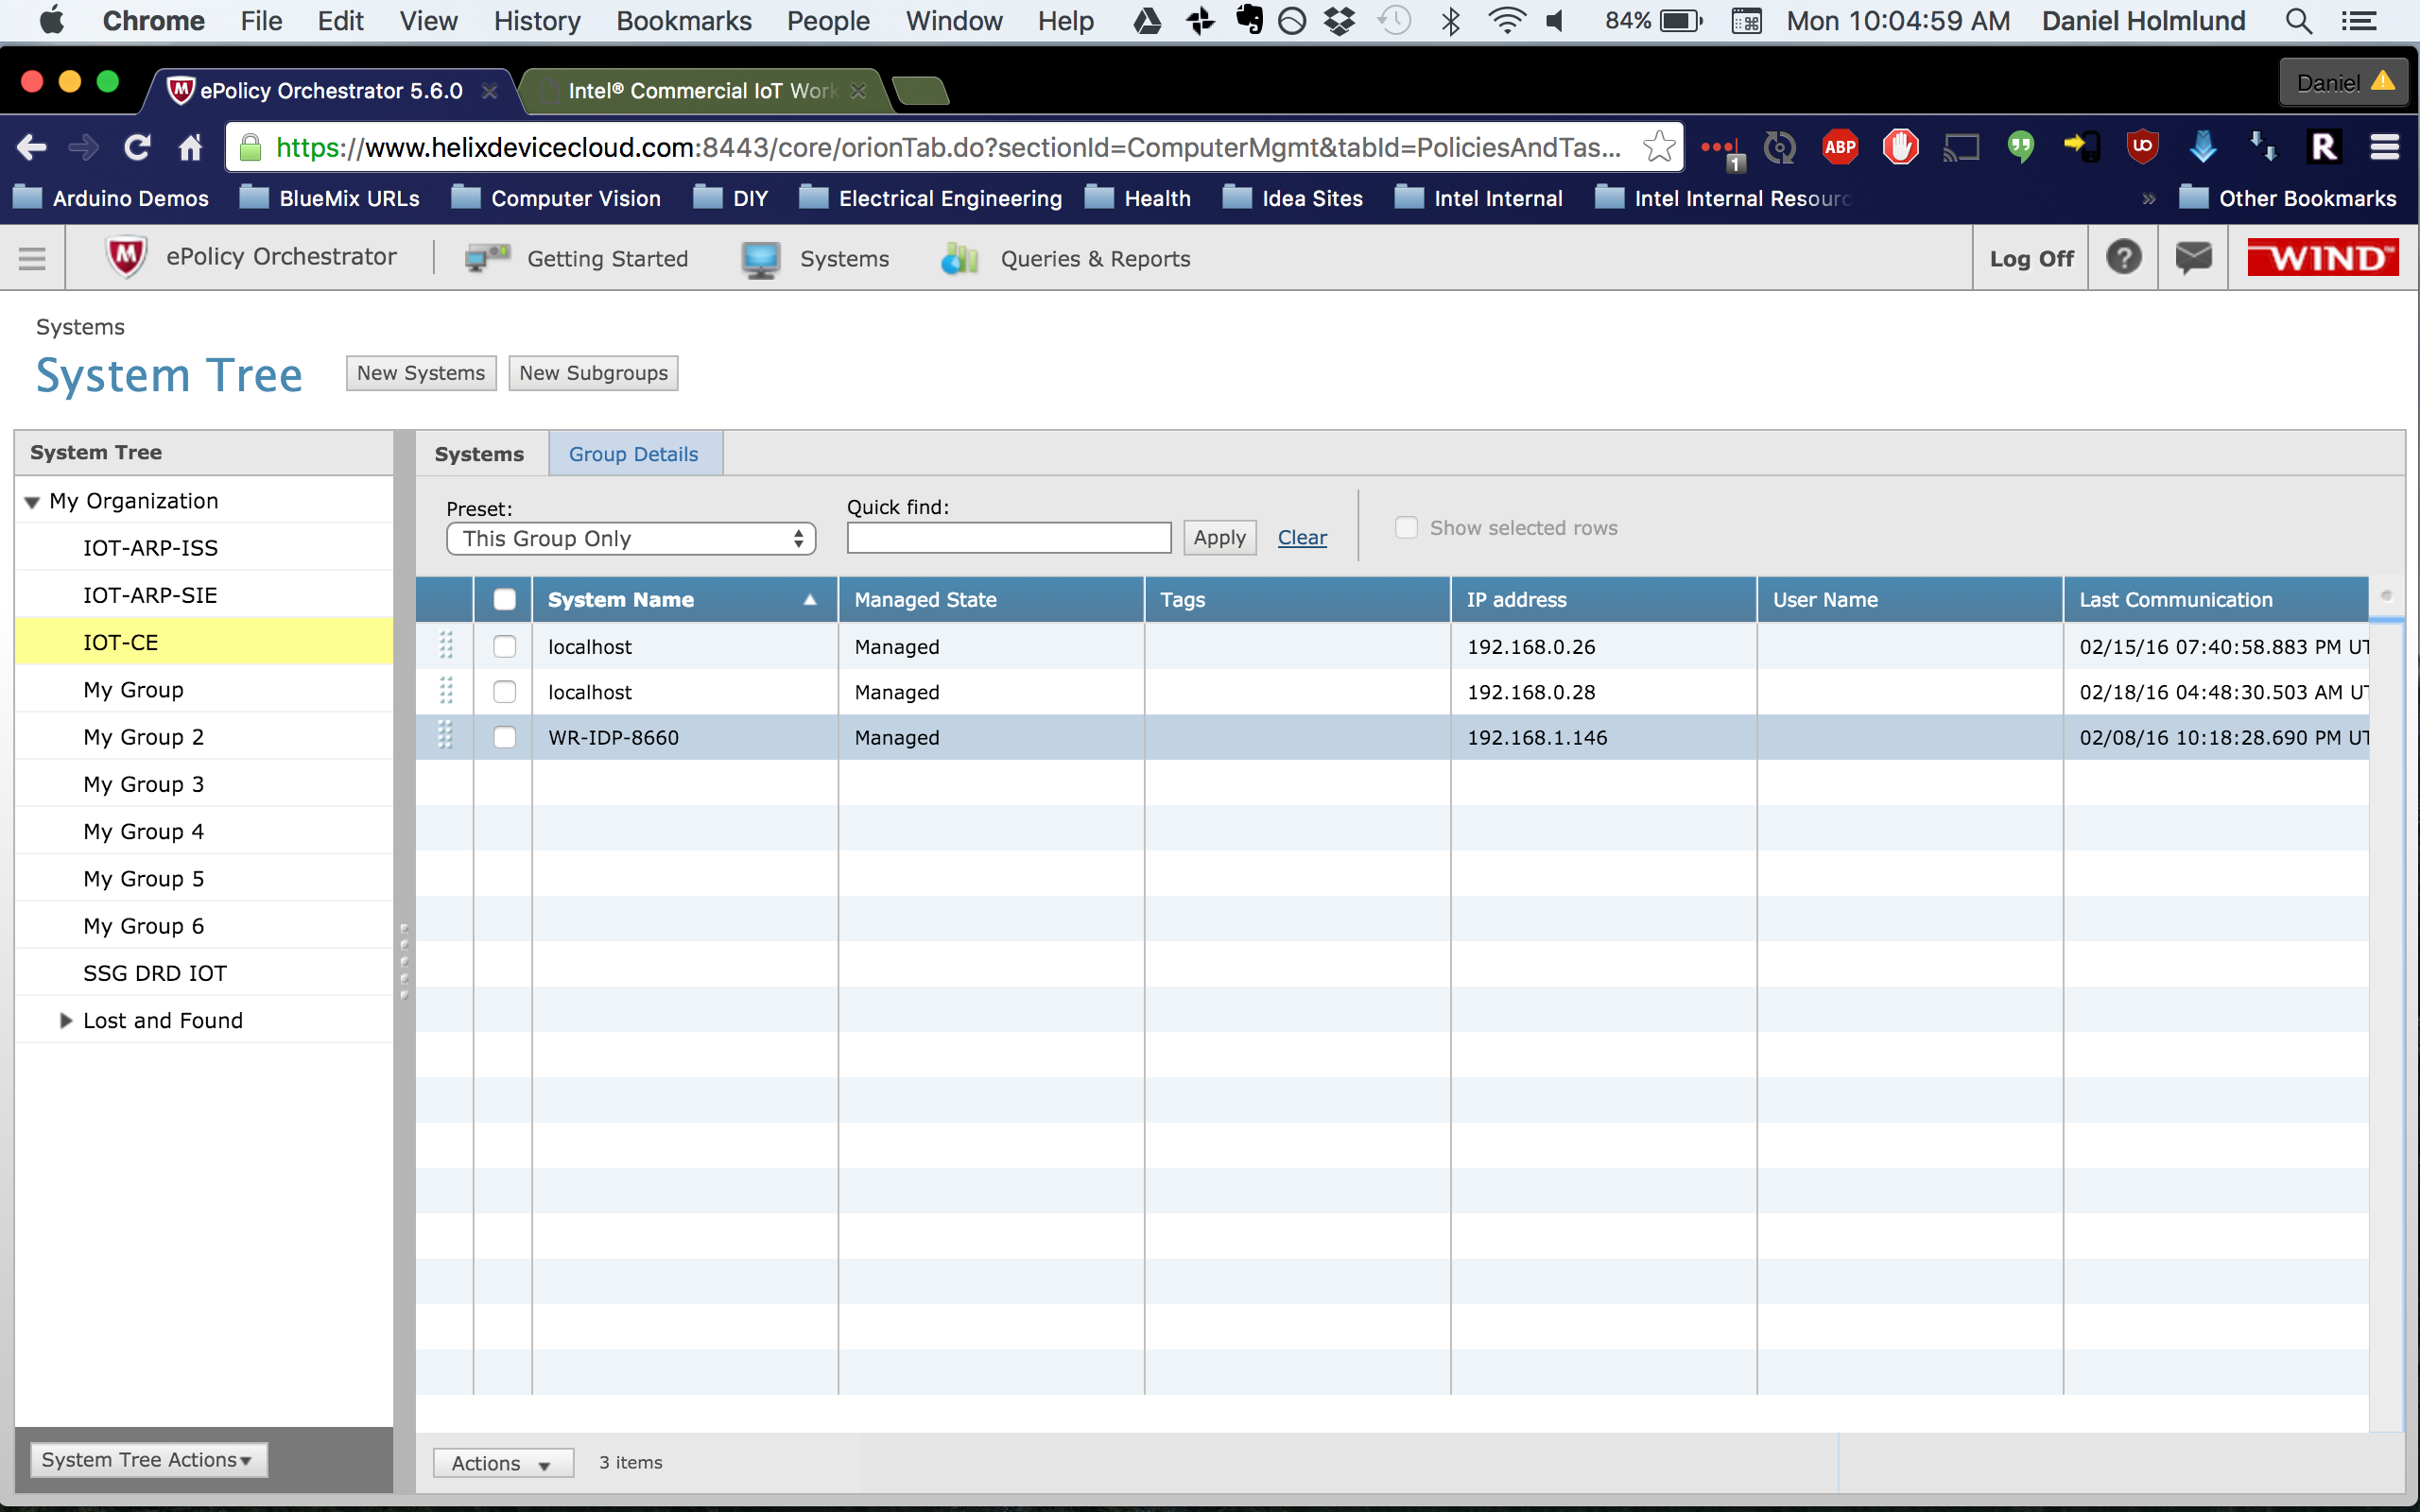 Chrome File Edit View History Bookmarks People Window Help 84% Mon 10:04:59 AM Daniel Holmlund
ePolicy Orchestrator 5.6.0 Intel® Commercial IoT Work Daniel
https://www.helixdevicecloud.com:8443/core/orionTab.do?sectionId=ComputerMgmt&tabId=PoliciesAndTas... 1 ABP UD R
Arduino Demos BlueMix URLs Computer Vision DIY Electrical Engineering Health Idea Sites Intel Internal Intel Internal Resourc » Other Bookmarks
ePolicy Orchestrator Getting Started Systems Queries & Reports Log Off ? WIND™
Systems
System Tree New Systems New Subgroups
System Tree
My Organization
IOT-ARP-ISS
IOT-ARP-SIE
IOT-CE
My Group
My Group 2
My Group 3
My Group 4
My Group 5
My Group 6
SSG DRD IOT
Lost and Found
System Tree Actions
Systems Group Details
Preset: Quick find:
This Group Only Apply Clear Show selected rows
System Name Managed State Tags IP address User Name Last Communication
localhost Managed 192.168.0.26 02/15/16 07:40:58.883 PM UT
localhost Managed 192.168.0.28 02/18/16 04:48:30.503 AM UT
WR-IDP-8660 Managed 192.168.1.146 02/08/16 10:18:28.690 PM UT
Actions 3 items